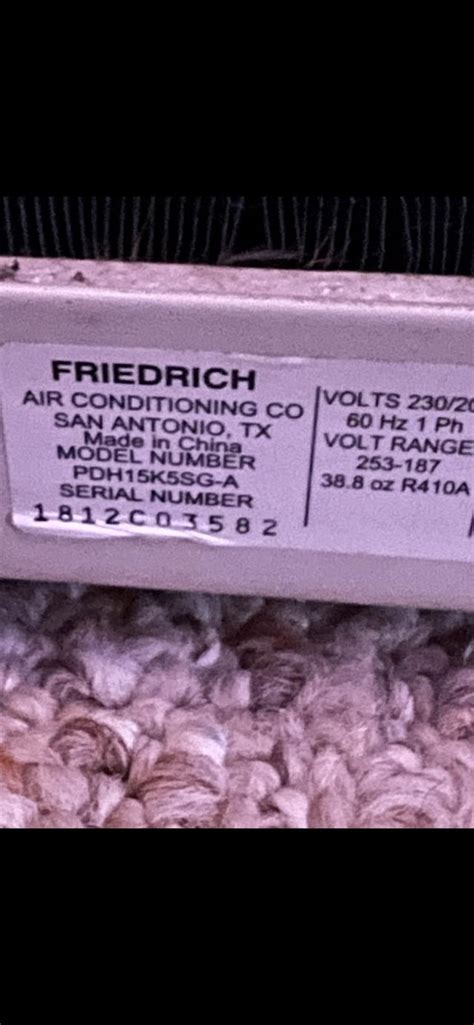 FRIEDRICH
AIR CONDITIONING CO
SAN ANTONIO, TX
Made in China
MODEL NUMBER
PDH15K5SG-A
SERIAL NUMBER
1812C03582
VOLTS 230/20
60 Hz 1 Ph
VOLT RANGE
253-187
38.8 oz R410A